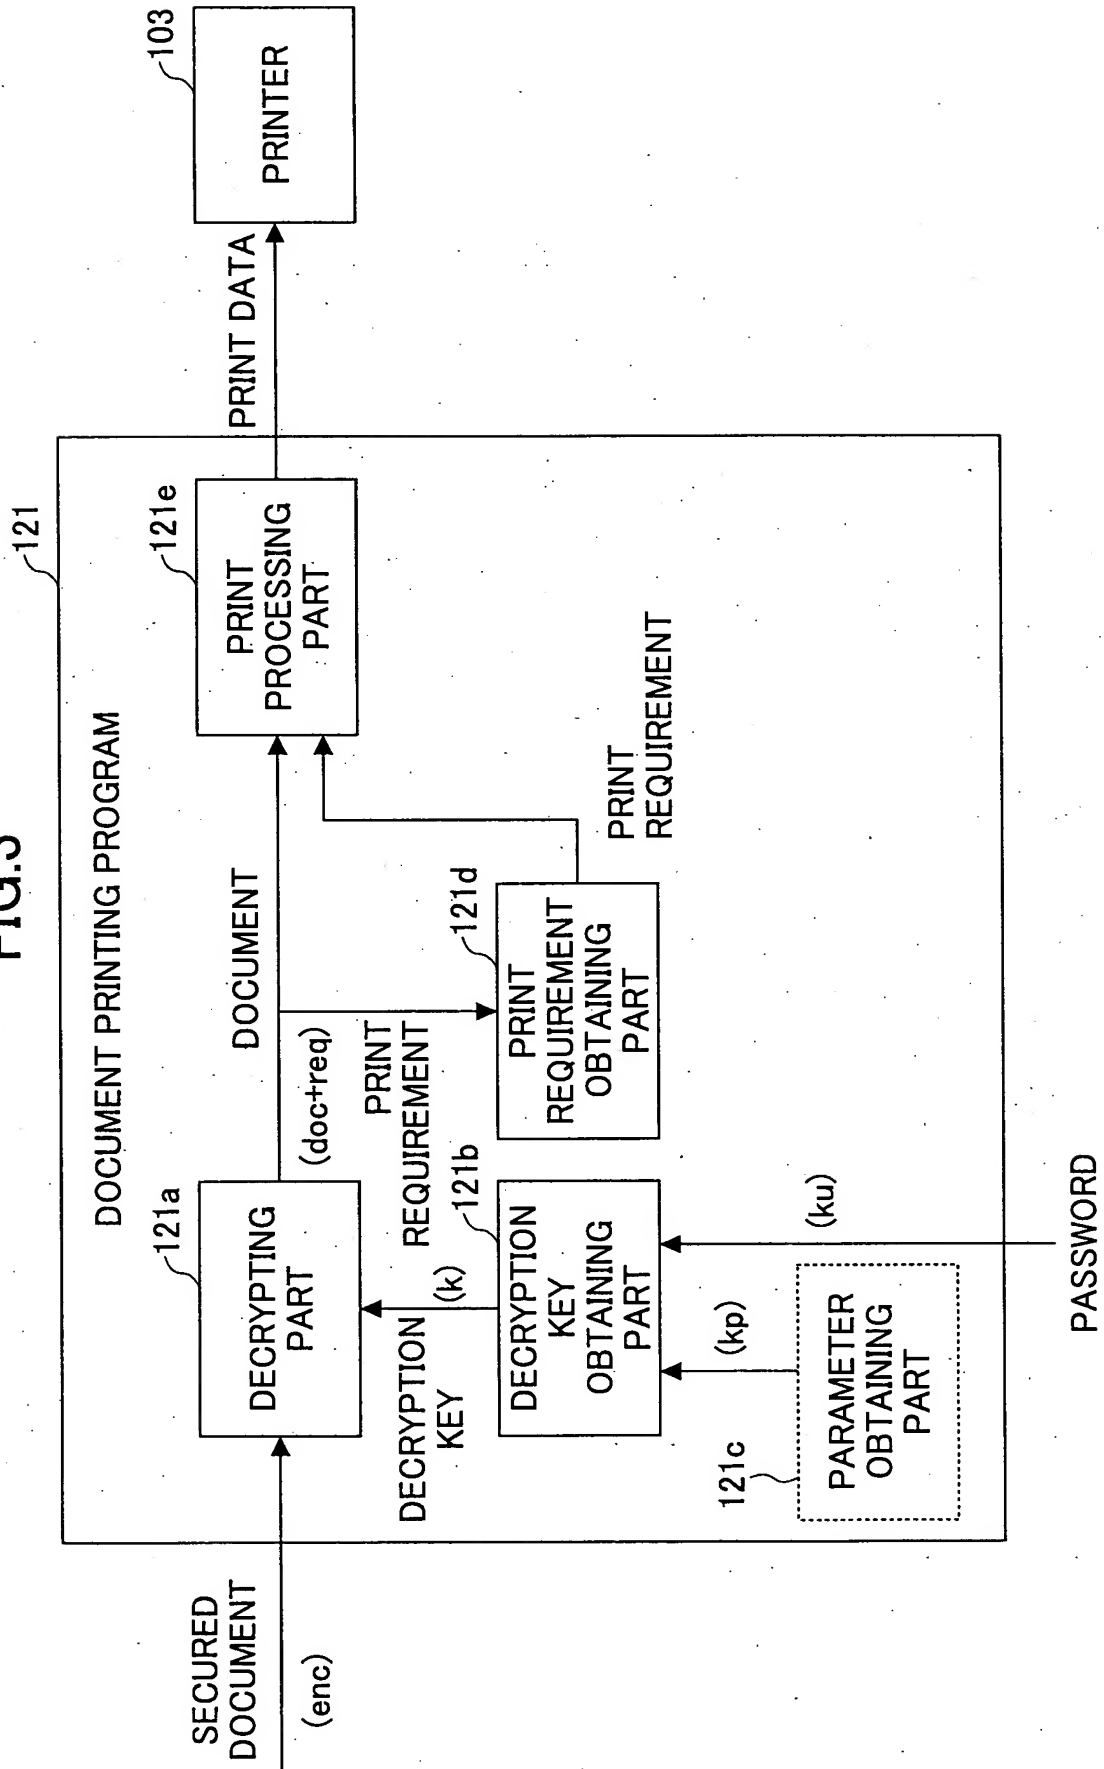 FIG.
121
DOCUMENT PRINTING PROGRAM
SECURED
DOCUMENT
(enc)
121a
DECRYPTING
PART
DOCUMENT
(doc+req)
121e
PRINT
PROCESSING
PART
PRINT DATA
103
PRINTER
DECRYPTION
KEY
(k)
PRINT
REQUIREMENT
121b
DECRYPTION
KEY
OBTAINING
PART
121d
PRINT
REQUIREMENT
OBTAINING
PART
PRINT
REQUIREMENT
(kp)
(ku)
121c
PARAMETER
OBTAINING
PART
PASSWORD